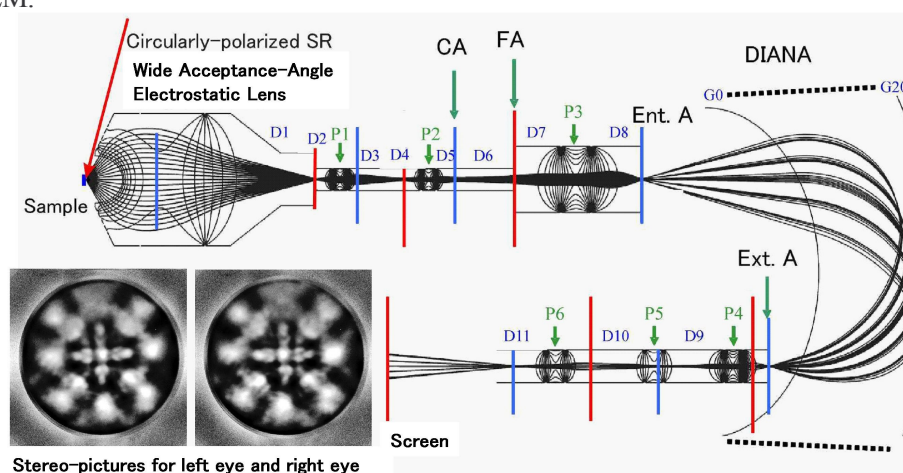 EM.
Circularly-polarized SR
Wide Acceptance-Angle
Electrostatic Lens
CA
FA
DIANA
G0
G20
D1
D2
P1
D3
D4
P2
D5
D6
D7
P3
D8
Ent. A
Sample
Ext. A
D11
P6
D10
P5
D9
P4
Screen
Stereo-pictures for left eye and right eye